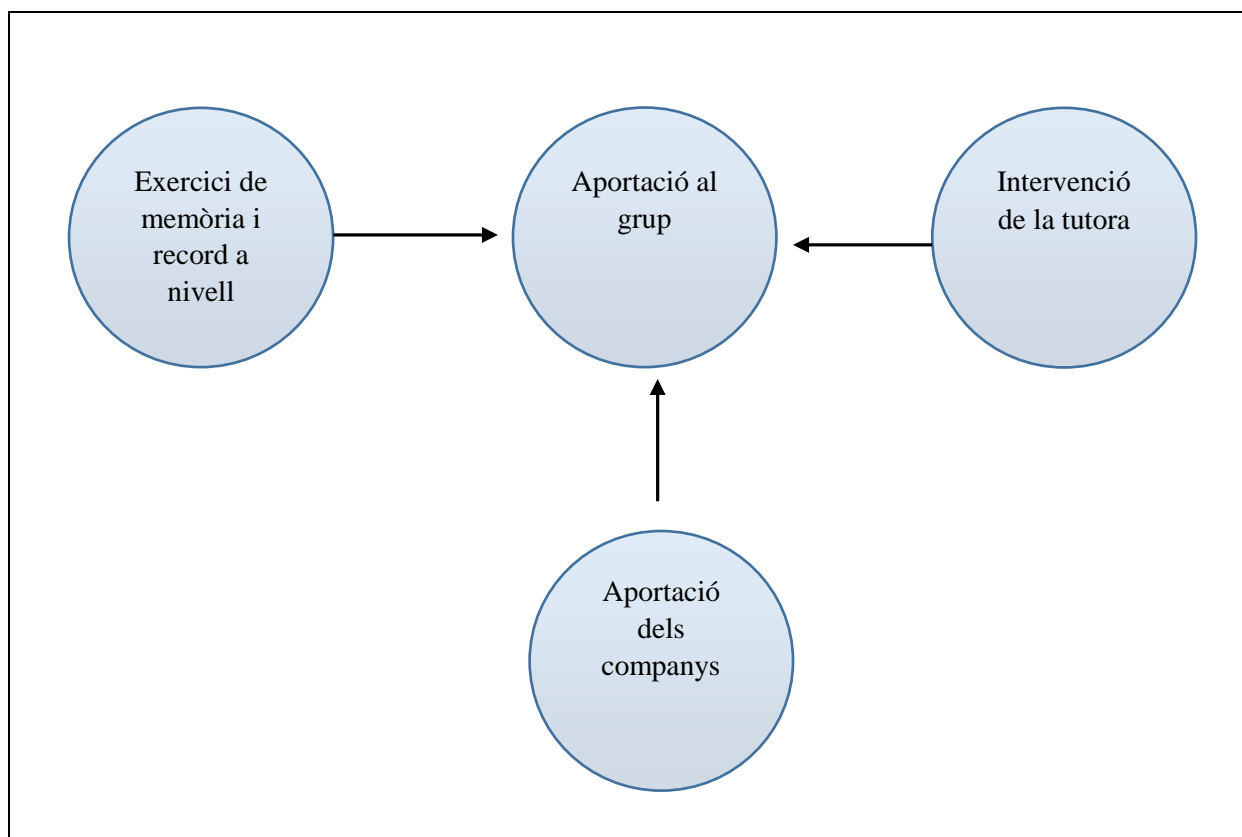 Exercici de
memòria i
record a
nivell
Aportació al
grup
Intervenció
de la tutora
Aportació
dels
companys